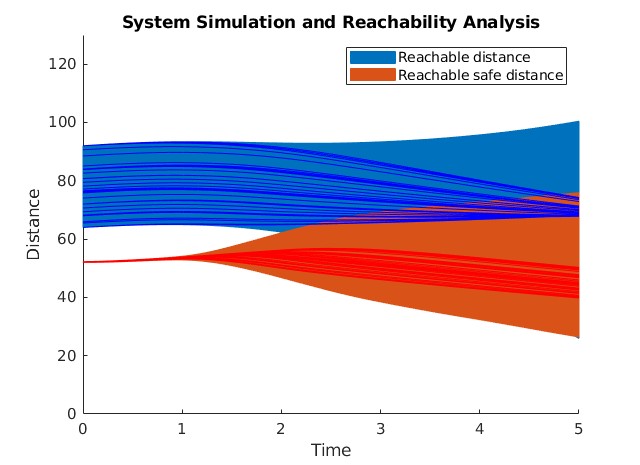 System Simulation and Reachability Analysis
Reachable distance
Reachable safe distance
120
100
80
60
40
20
0
Distance
0 1 2 3 4 5
Time